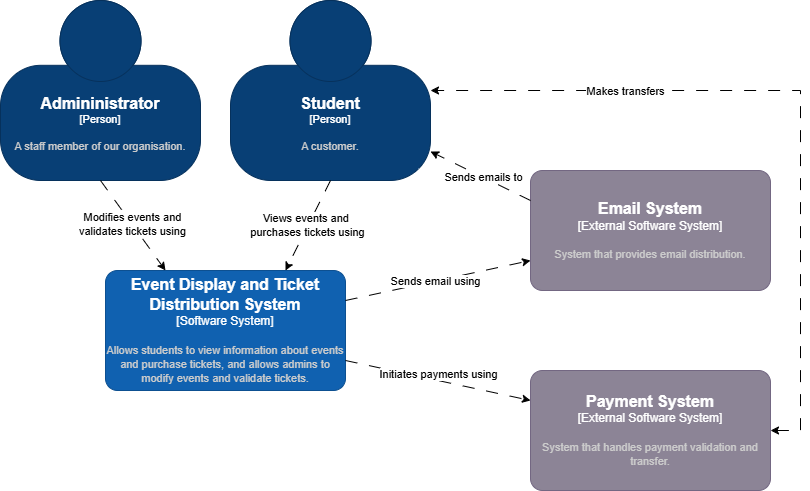 Admininistrator
[Person]
A staff member of our organisation.
Student
[Person]
A customer.
Makes transfers
Sends emails to
Email System
[External Software System]
System that provides email distribution.
Modifies events and
validates tickets using
Views events and
purchases tickets using
Event Display and Ticket
Distribution System
[Software System]
Allows students to view information about events
and purchase tickets, and allows admins to
modify events and validate tickets.
Sends email using
Initiates payments using
Payment System
[External Software System]
System that handles payment validation and
transfer.